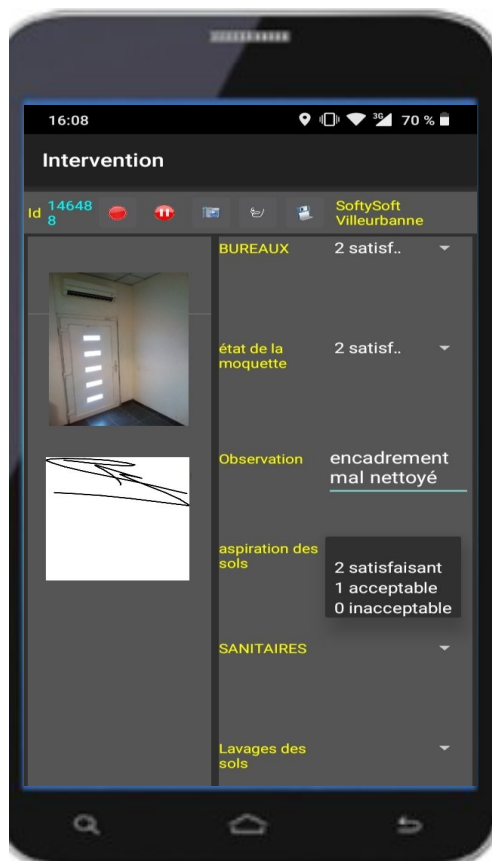 16:08
3G 70 %
Intervention
Id 14648
8
SoftySoft
Villeurbanne
BUREAUX 2 satisf..
état de la
moquette
2 satisf..
Observation
encadrement
mal nettoyé
aspiration des
sols
2 satisfaisant
1 acceptable
0 inacceptable
SANITAIRES
Lavages des
sols